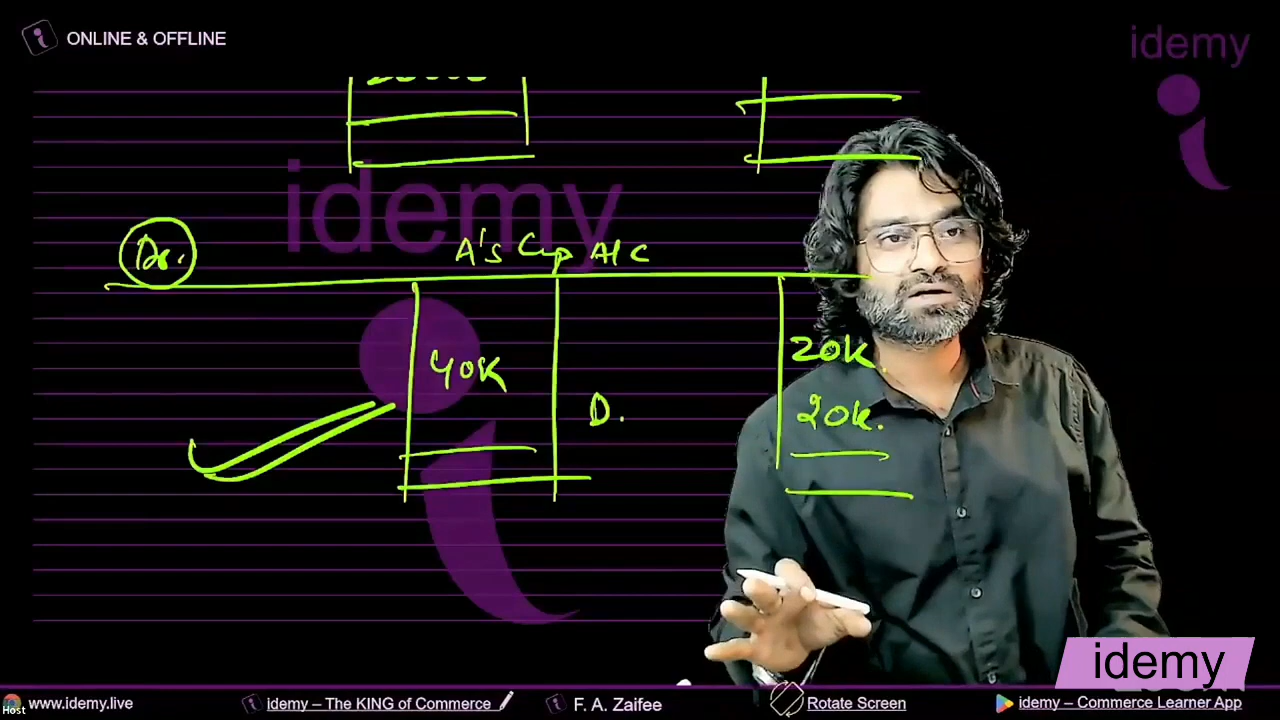 ONLINE & OFFLINE
idemy
idemy
Dr.
A's Cap A/C
40K
20K.
D.
20K.
idemy
www.idemy.live
idemy – The KING of Commerce
F. A. Zaifee
Rotate Screen
idemy – Commerce Learner App
Host